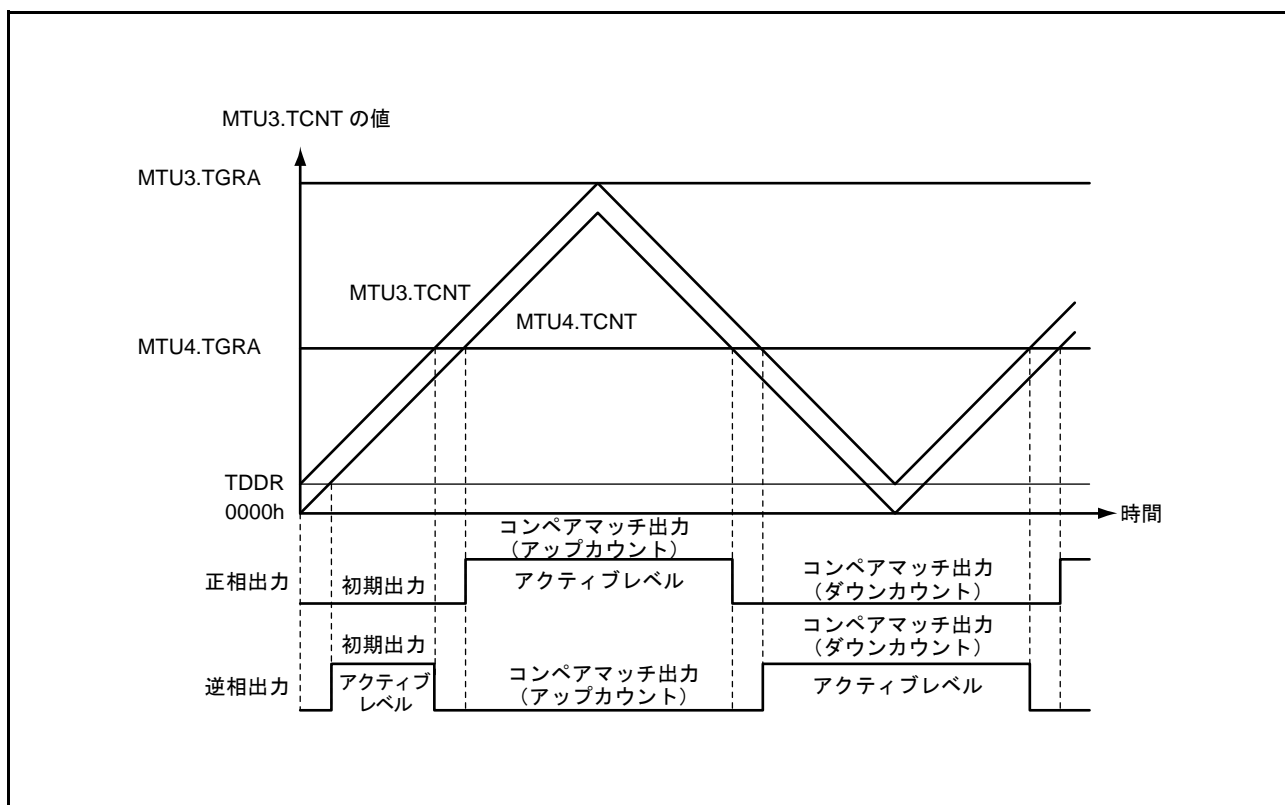 MTU3.TCNT の値
MTU3.TGRA
MTU3.TCNT
MTU4.TCNT
MTU4.TGRA
TDDR
0000h
時間
コンペアマッチ出力
（アップカウント）
正相出力
初期出力
アクティブレベル
コンペアマッチ出力
（ダウンカウント）
初期出力
コンペアマッチ出力
（ダウンカウント）
逆相出力
アクティブ
レベル
コンペアマッチ出力
（アップカウント）
アクティブレベル